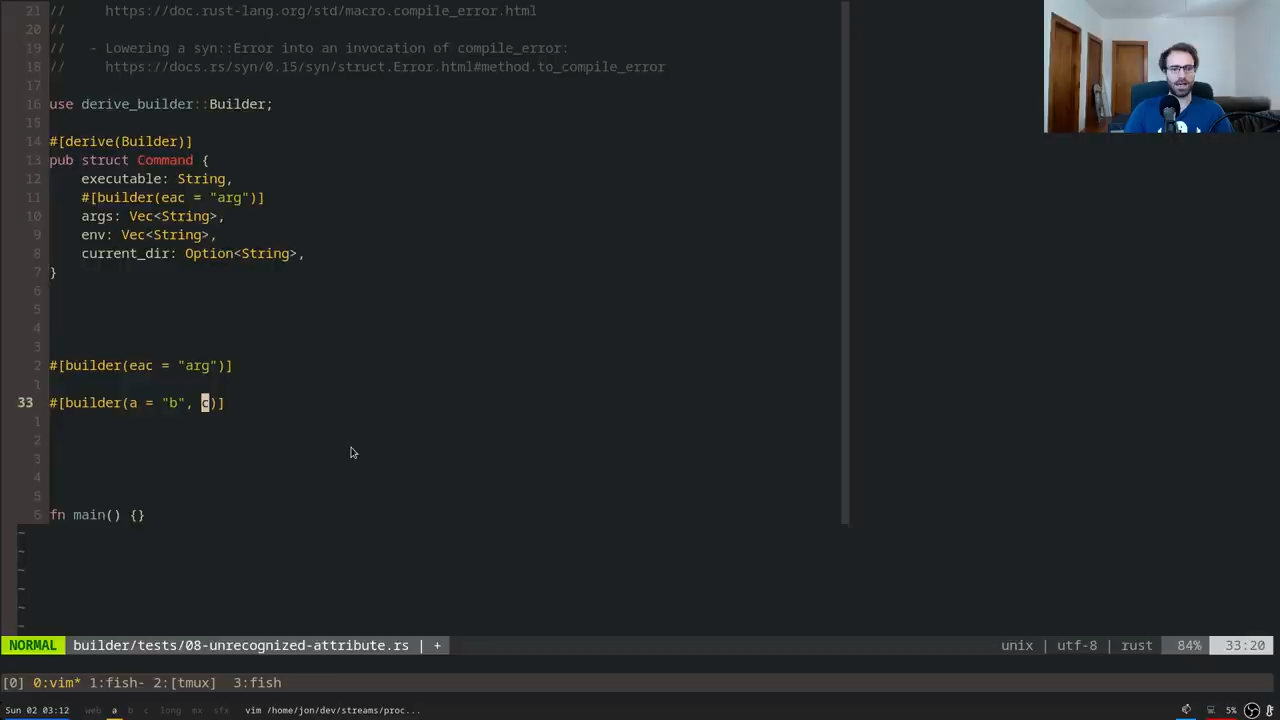 21 //     https://doc.rust-lang.org/std/macro.compile_error.html
20 //
19 //   - Lowering a syn::Error into an invocation of compile_error:
18 //     https://docs.rs/syn/0.15/syn/struct.Error.html#method.to_compile_error
17
16 use derive_builder::Builder;
15
14 #[derive(Builder)]
13 pub struct Command {
12     executable: String,
11     #[builder(eac = "arg")]
10     args: Vec<String>,
9     env: Vec<String>,
8     current_dir: Option<String>,
7 }
6
5
4
3
2 #[builder(eac = "arg")]
1
33 #[builder(a = "b", c)]
1
2
3
4
5
6 fn main() {}
~
~
~
~
~
NORMAL builder/tests/08-unrecognized-attribute.rs | + unix | utf-8 | rust 84% 33:20
[0] 0:vim* 1:fish- 2:[tmux] 3:fish
Sun 02 03:12 web a b c long mx sfx vim /home/jon/dev/streams/proc... 5%